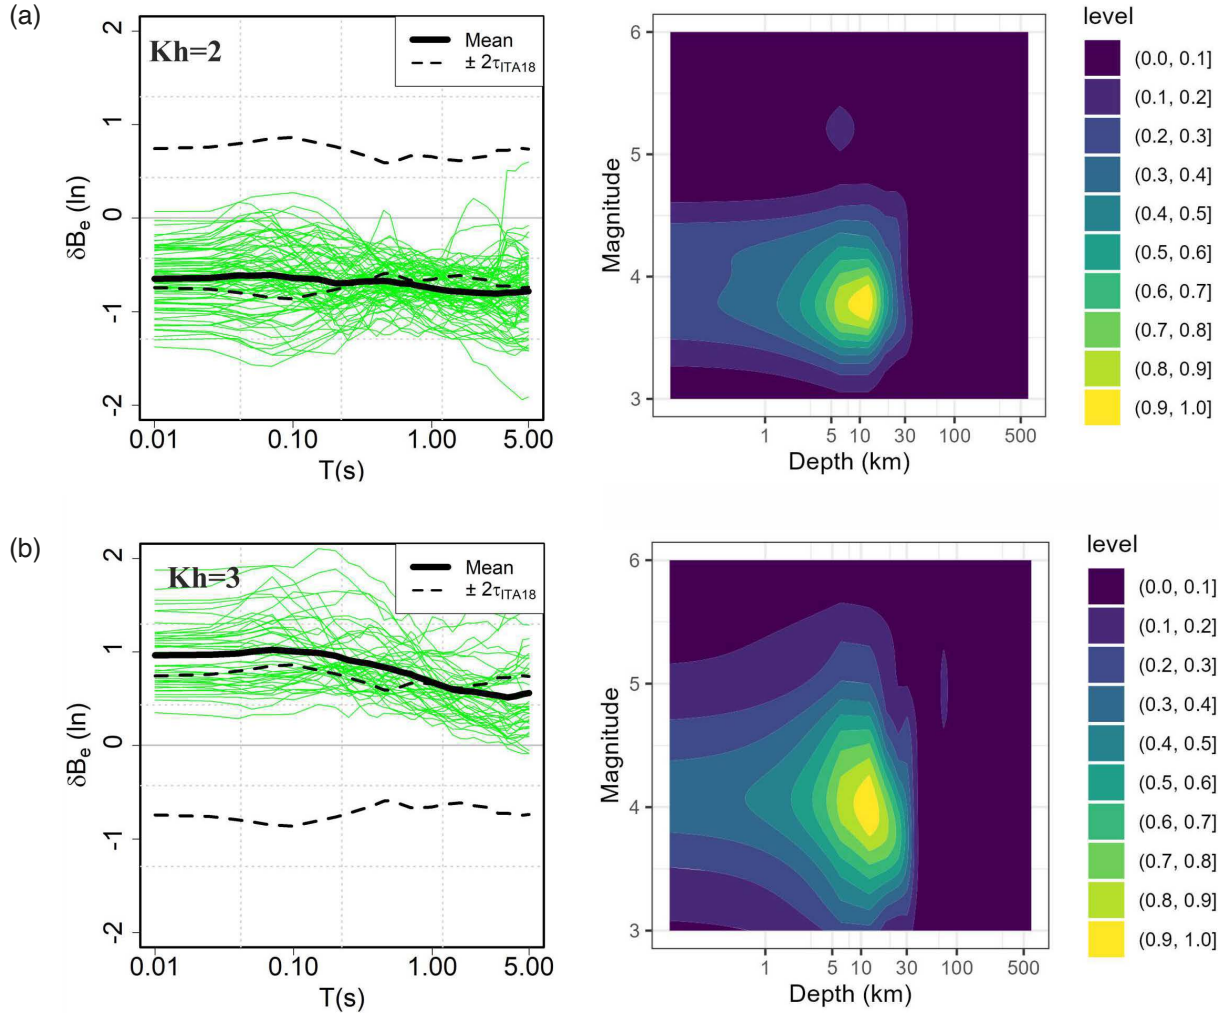 (a)
Kh=2
Mean
± 2τITA18
2
1
0
-1
-2
δBe (ln)
0.01 0.10 1.00 5.00
T(s)
6
5
4
3
Magnitude
1 5 10 30 100 500
Depth (km)
level
(0.0, 0.1]
(0.1, 0.2]
(0.2, 0.3]
(0.3, 0.4]
(0.4, 0.5]
(0.5, 0.6]
(0.6, 0.7]
(0.7, 0.8]
(0.8, 0.9]
(0.9, 1.0]
(b)
Kh=3
Mean
± 2τITA18
2
1
0
-1
-2
δBe (ln)
0.01 0.10 1.00 5.00
T(s)
6
5
4
3
Magnitude
1 5 10 30 100 500
Depth (km)
level
(0.0, 0.1]
(0.1, 0.2]
(0.2, 0.3]
(0.3, 0.4]
(0.4, 0.5]
(0.5, 0.6]
(0.6, 0.7]
(0.7, 0.8]
(0.8, 0.9]
(0.9, 1.0]